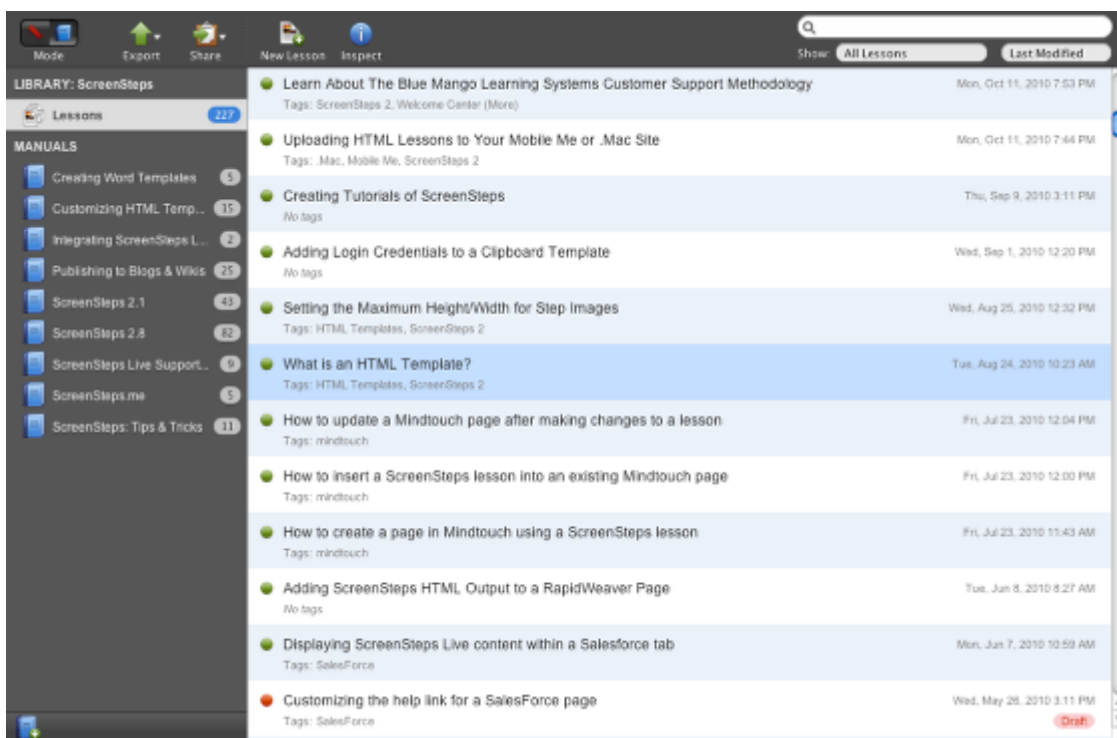 Mode Export Share New Lesson Inspect Show: All Lessons Last Modified
LIBRARY: ScreenSteps
Lessons 227
MANUALS
Creating Word Templates 5
Customizing HTML Temp... 15
Integrating ScreenSteps L... 2
Publishing to Blogs & Wikis 25
ScreenSteps 2.1 43
ScreenSteps 2.8 82
ScreenSteps Live Support... 9
ScreenSteps.me 5
ScreenSteps: Tips & Tricks 11
Learn About The Blue Mango Learning Systems Customer Support Methodology Mon, Oct 11, 2010 7:53 PM
Tags: ScreenSteps 2, Welcome Center (More)
Uploading HTML Lessons to Your Mobile Me or .Mac Site Mon, Oct 11, 2010 7:44 PM
Tags: .Mac, Mobile Me, ScreenSteps 2
Creating Tutorials of ScreenSteps Thu, Sep 9, 2010 3:11 PM
No tags
Adding Login Credentials to a Clipboard Template Wed, Sep 1, 2010 12:20 PM
No tags
Setting the Maximum Height/Width for Step Images Wed, Aug 25, 2010 12:32 PM
Tags: HTML Templates, ScreenSteps 2
What is an HTML Template? Tue, Aug 24, 2010 10:23 AM
Tags: HTML Templates, ScreenSteps 2
How to update a Mindtouch page after making changes to a lesson Fri, Jul 23, 2010 12:04 PM
Tags: mindtouch
How to insert a ScreenSteps lesson into an existing Mindtouch page Fri, Jul 23, 2010 12:00 PM
Tags: mindtouch
How to create a page in Mindtouch using a ScreenSteps lesson Fri, Jul 23, 2010 11:43 AM
Tags: mindtouch
Adding ScreenSteps HTML Output to a RapidWeaver Page Tue, Jun 8, 2010 8:27 AM
No tags
Displaying ScreenSteps Live content within a Salesforce tab Mon, Jun 7, 2010 10:59 AM
Tags: SalesForce
Customizing the help link for a SalesForce page Wed, May 26, 2010 3:11 PM
Tags: SalesForce Draft